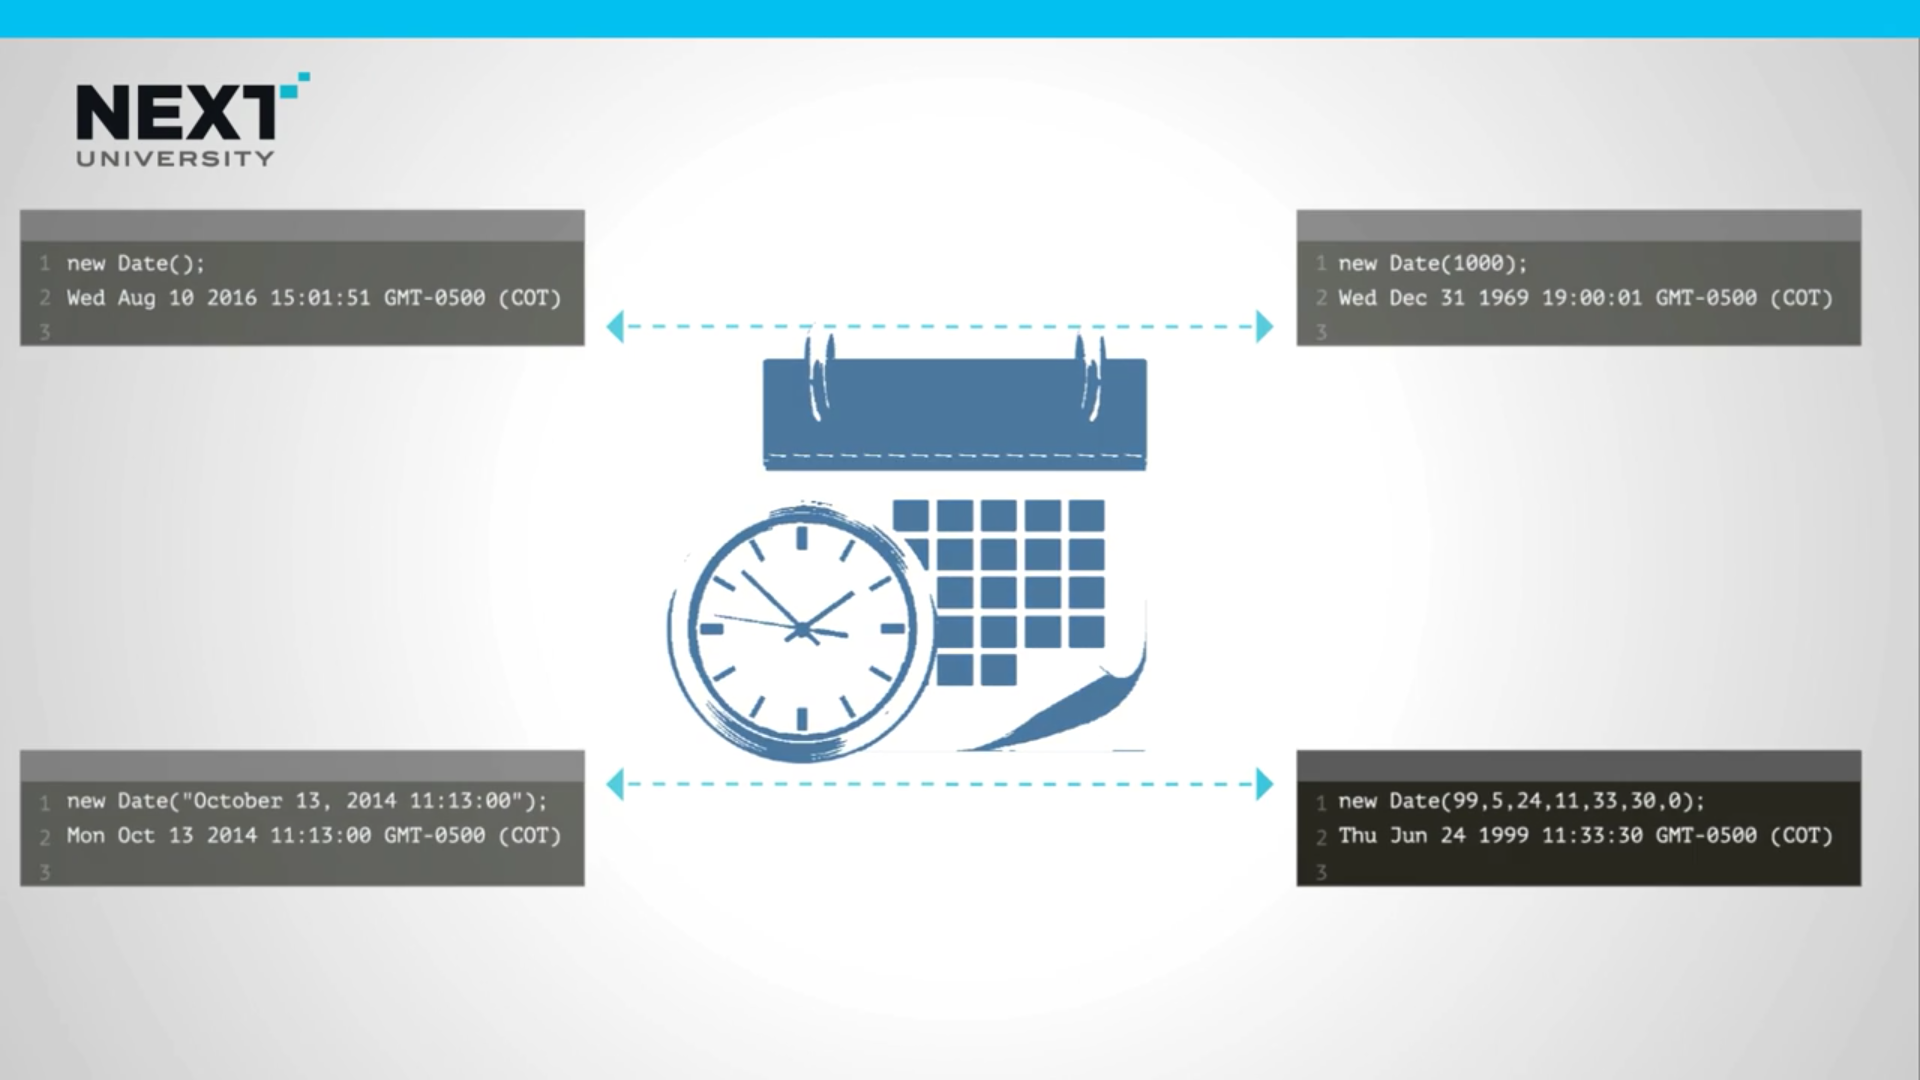 NEXT
UNIVERSITY
1 new Date();
2 Wed Aug 10 2016 15:01:51 GMT-0500 (COT)
3
1 new Date(1000);
2 Wed Dec 31 1969 19:00:01 GMT-0500 (COT)
3
1 new Date("October 13, 2014 11:13:00");
2 Mon Oct 13 2014 11:13:00 GMT-0500 (COT)
3
1 new Date(99,5,24,11,33,30,0);
2 Thu Jun 24 1999 11:33:30 GMT-0500 (COT)
3